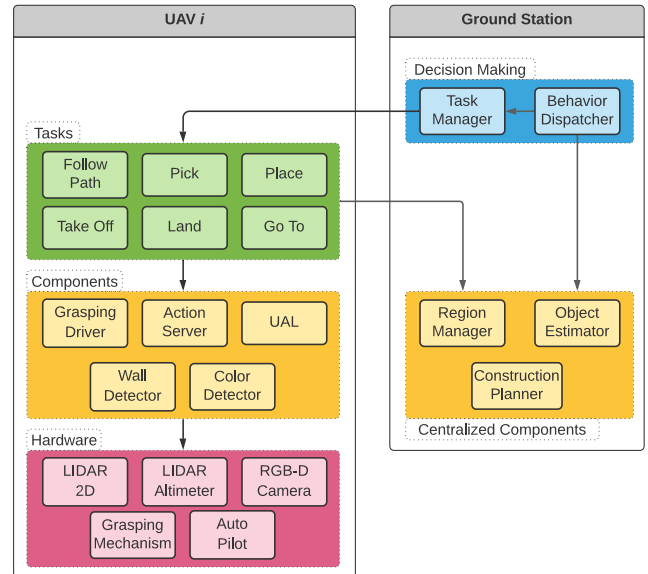 UAV i
Tasks
Follow
Path
Pick
Place
Take Off
Land
Go To
Components
Grasping
Driver
Action
Server
UAL
Wall
Detector
Color
Detector
Hardware
LIDAR
2D
LIDAR
Altimeter
RGB-D
Camera
Grasping
Mechanism
Auto
Pilot
Ground Station
Decision Making
Task
Manager
Behavior
Dispatcher
Region
Manager
Object
Estimator
Construction
Planner
Centralized Components